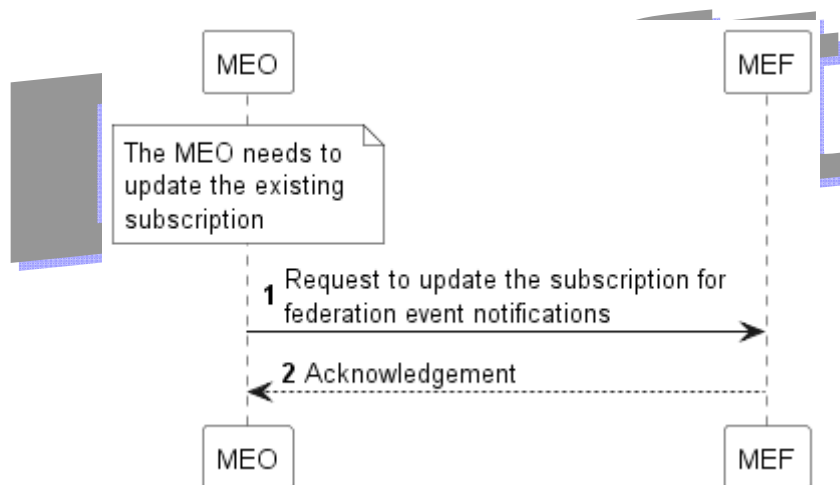 MEO
MEF
The MEO needs to
update the existing
subscription
1 Request to update the subscription for
federation event notifications
2 Acknowledgement
MEO
MEF